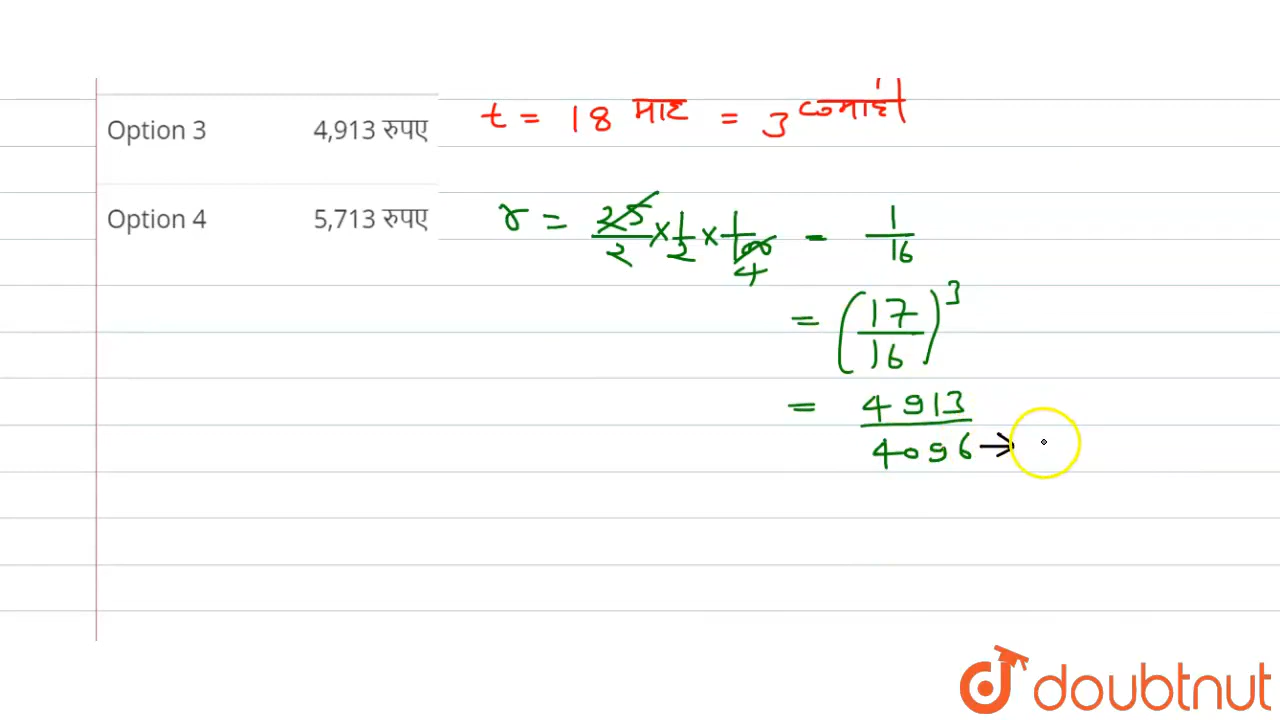 Option 3 4,913 रुपए
t = 18 माह = 3
Option 4 5,713 रुपए
r = 25/2 × 1/2 × 1/100 = 1/16
4
= (17/16)^3
= 4913/4096 →
doubtnut